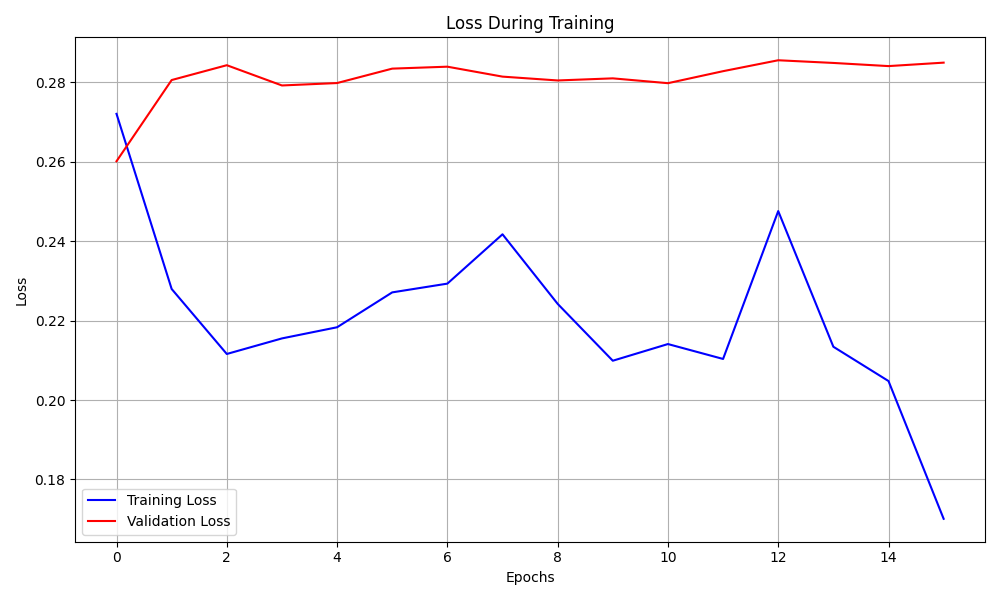 Loss During Training
0.28
0.26
0.24
0.22
0.20
0.18
Loss
Training Loss
Validation Loss
0 2 4 6 8 10 12 14
Epochs